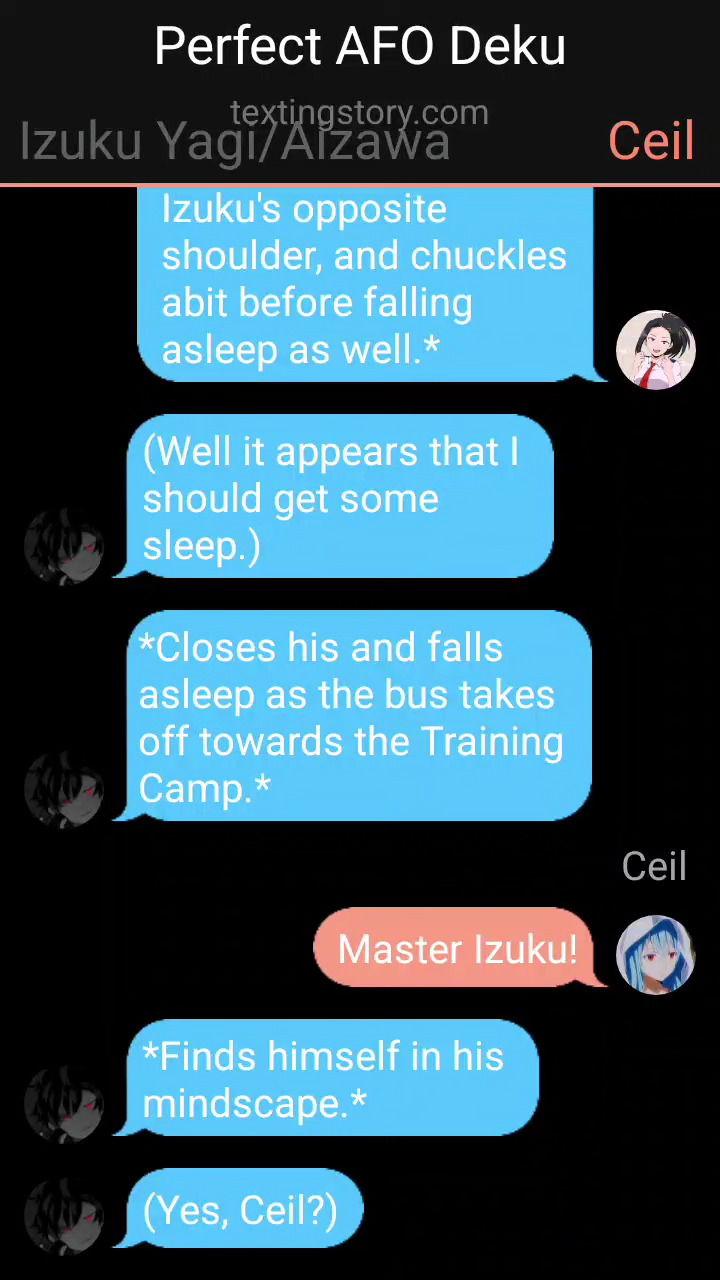 Perfect AFO Deku
textingstory.com
Izuku Yagi/Aizawa
Ceil
Izuku's opposite
shoulder, and chuckles
abit before falling
asleep as well.*
(Well it appears that I
should get some
sleep.)
*Closes his and falls
asleep as the bus takes
off towards the Training
Camp.*
Ceil
Master Izuku!
*Finds himself in his
mindscape.*
(Yes, Ceil?)